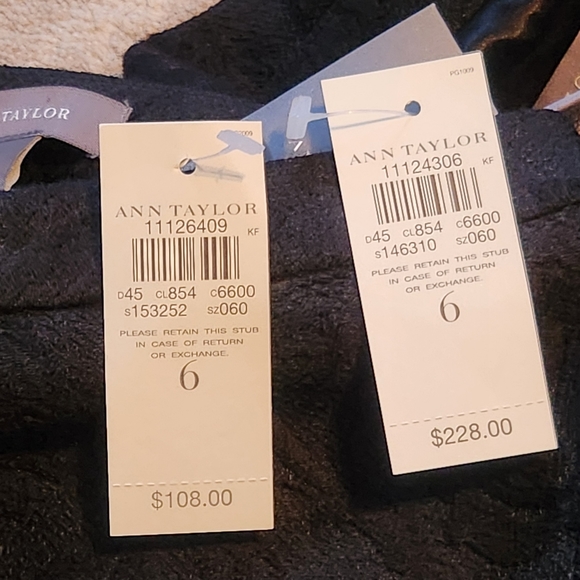 TAYLOR
009
ANN TAYLOR
11126409 KF
D45 CL854 C6600
S153252 SZ060
PLEASE RETAIN THIS STUB
IN CASE OF RETURN
OR EXCHANGE.
6
$108.00
PG1009
ANN TAYLOR
11124306 KF
D45 CL854 C6600
S146310 SZ060
PLEASE RETAIN THIS STUB
IN CASE OF RETURN
OR EXCHANGE.
6
$228.00